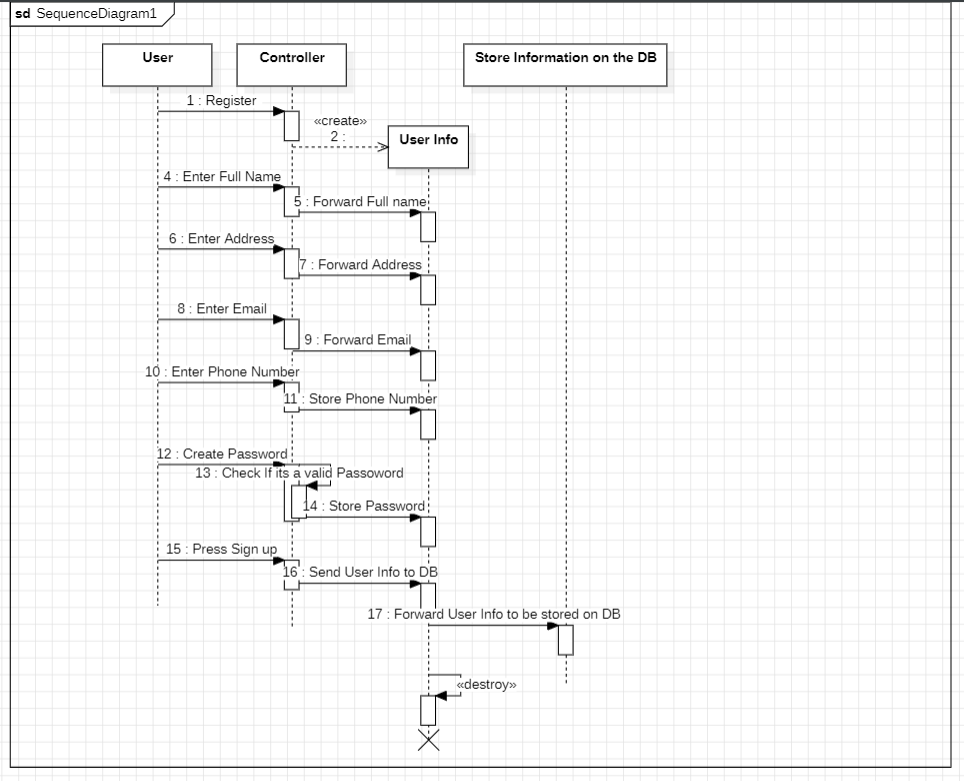 sd SequenceDiagram1
User
Controller
Store Information on the DB
1 : Register
«create»
2 :
User Info
4 : Enter Full Name
5 : Forward Full name
6 : Enter Address
7 : Forward Address
8 : Enter Email
9 : Forward Email
10 : Enter Phone Number
11 : Store Phone Number
12 : Create Password
13 : Check If its a valid Passoword
14 : Store Password
15 : Press Sign up
16 : Send User Info to DB
17 : Forward User Info to be stored on DB
«destroy»